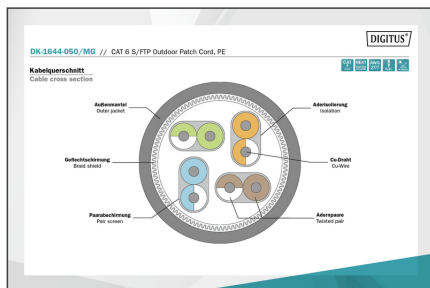 DIGITUS®
DK-1644-050/MG // CAT 6 S/FTP Outdoor Patch Cord, PE
Kabelquerschnitt
Cable cross section
Außenmantel
Outer jacket
Aderisolierung
Isolation
Geflechtschirmung
Braid shield
Cu-Draht
Cu-Wire
Paarabschirmung
Pair screen
Adernpaare
Twisted pair